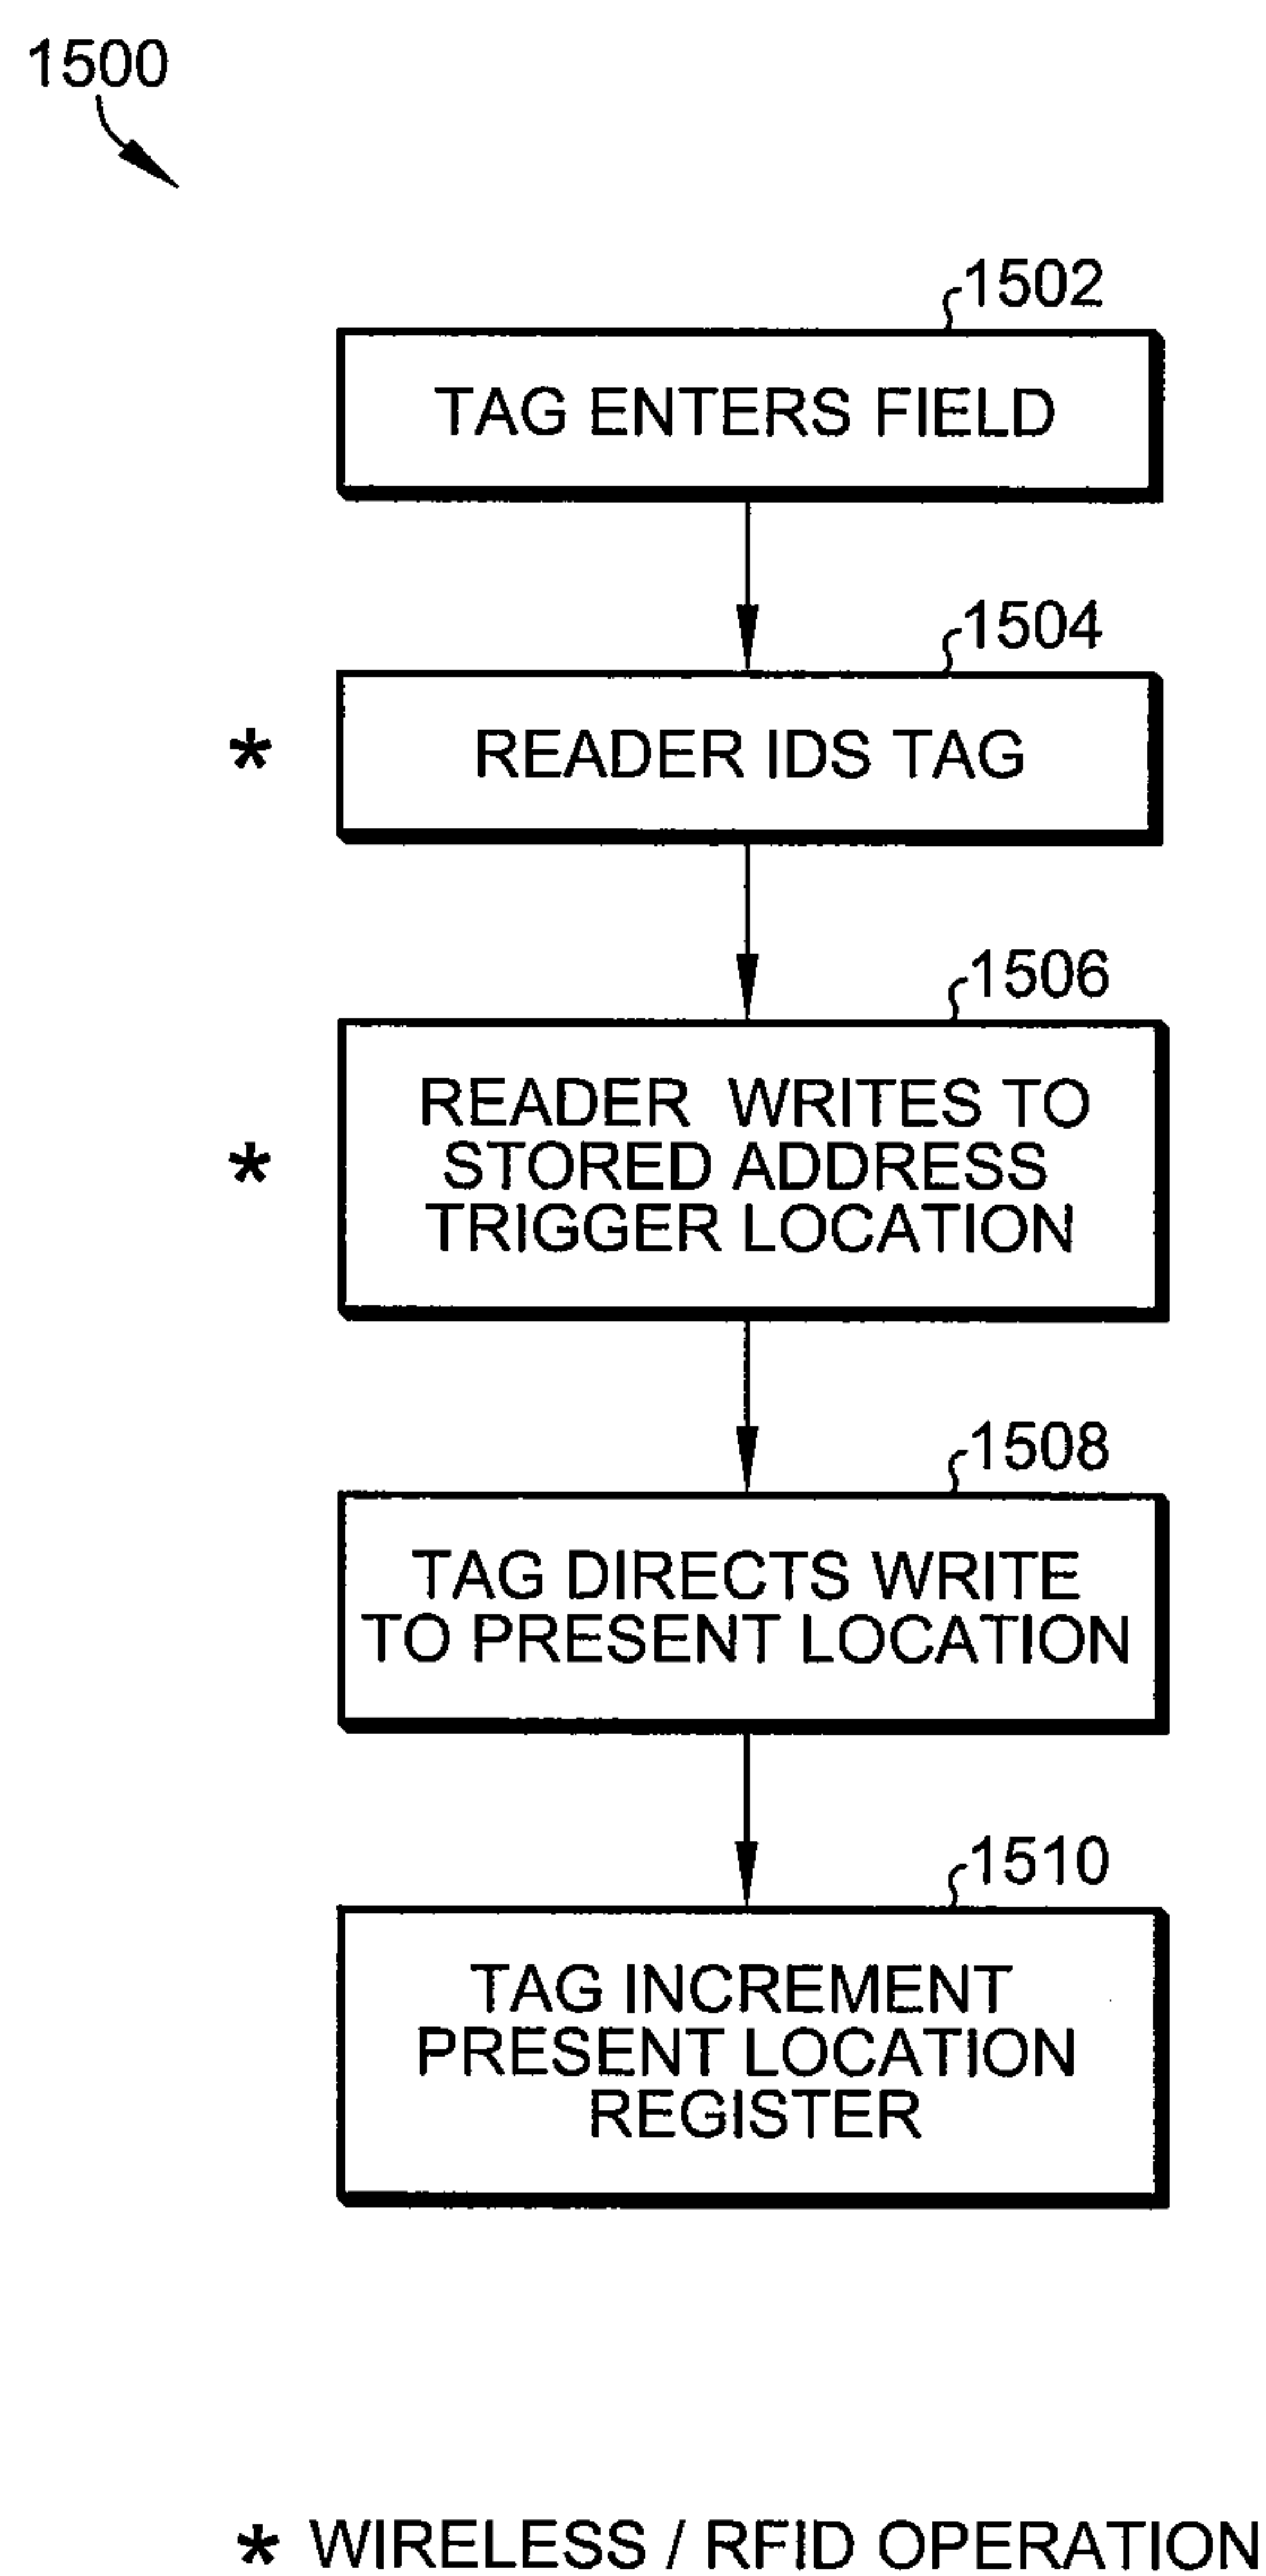 1500
1502
TAG ENTERS FIELD
1504
* READER IDS TAG
1506
READER WRITES TO
* STORED ADDRESS
TRIGGER LOCATION
1508
TAG DIRECTS WRITE
TO PRESENT LOCATION
1510
TAG INCREMENT
PRESENT LOCATION
REGISTER
* WIRELESS / RFID OPERATION